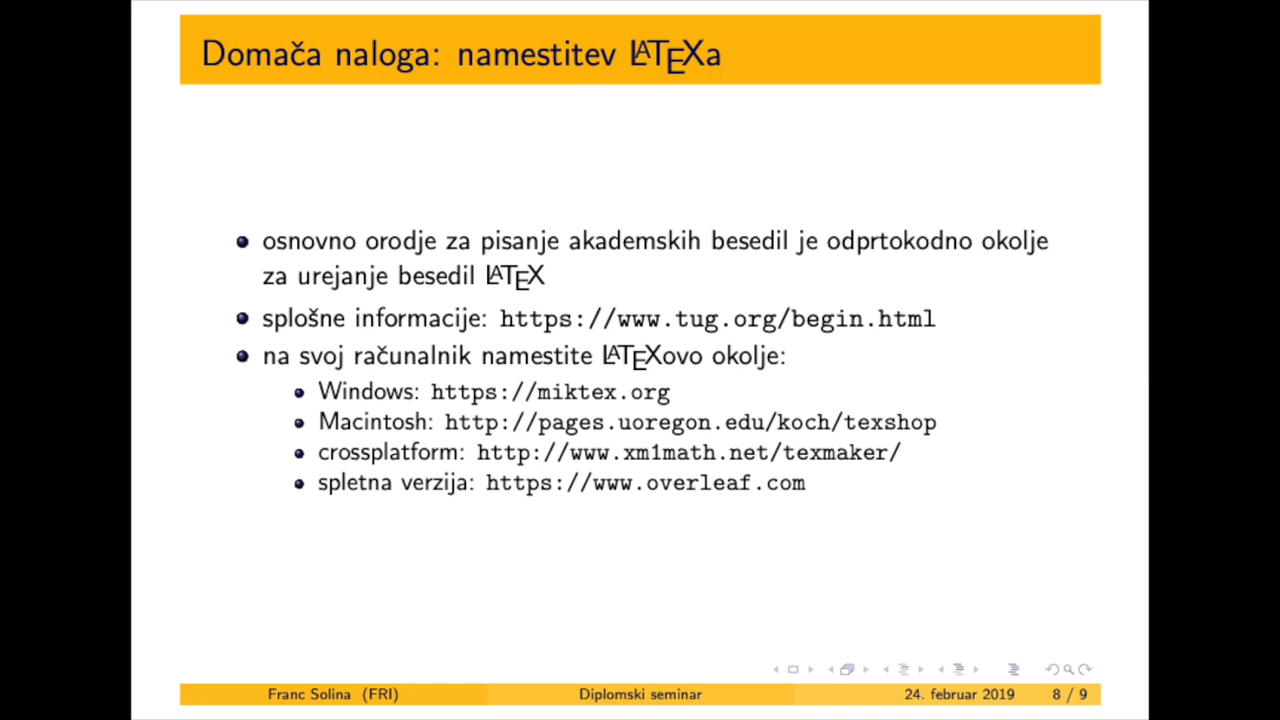 Domača naloga: namestitev LATEXa
osnovno orodje za pisanje akademskih besedil je odprtokodno okolje
za urejanje besedil LATEX
splošne informacije: https://www.tug.org/begin.html
na svoj računalnik namestite LATEXovo okolje:
Windows: https://miktex.org
Macintosh: http://pages.uoregon.edu/koch/texshop
crossplatform: http://www.xm1math.net/texmaker/
spletna verzija: https://www.overleaf.com
Franc Solina (FRI) Diplomski seminar 24. februar 2019 8 / 9